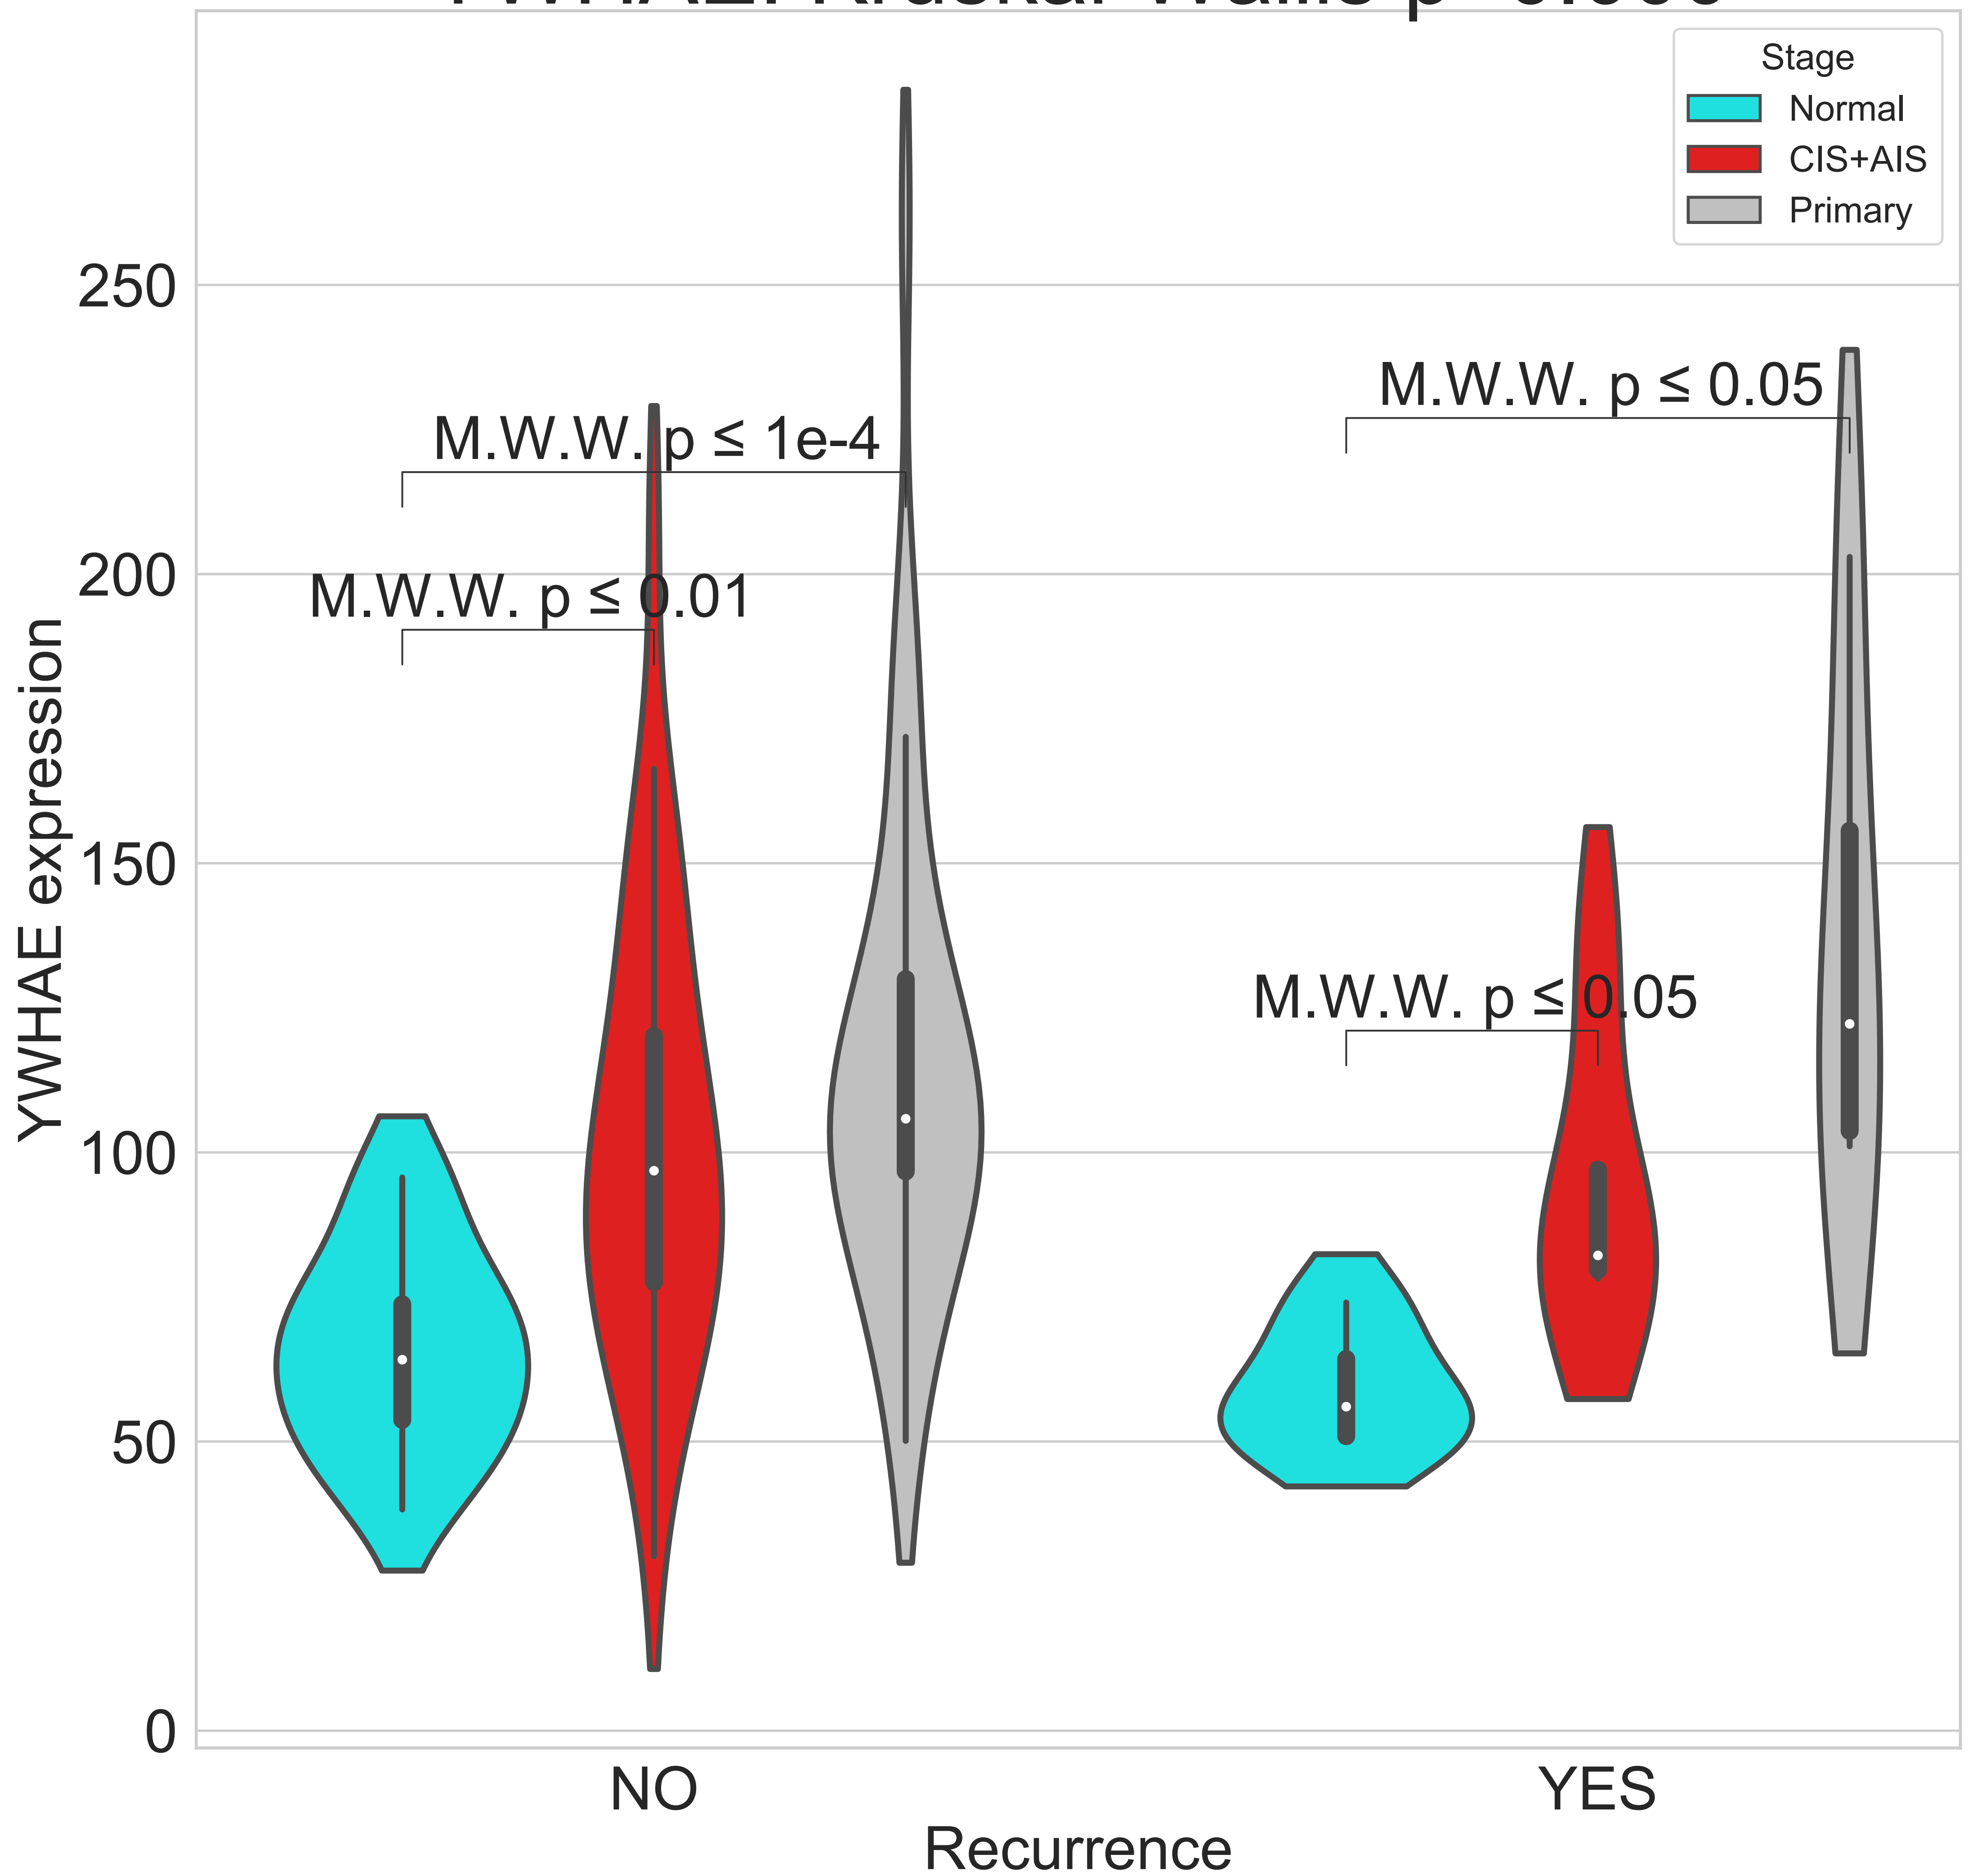 Stage
Normal
CIS+AIS
Primary
250
200
150
100
50
0
YWHAE expression
M.W.W. p ≤ 0.05
M.W.W. p ≤ 1e-4
M.W.W. p ≤ 0.01
M.W.W. p ≤ 0.05
NO
YES
Recurrence